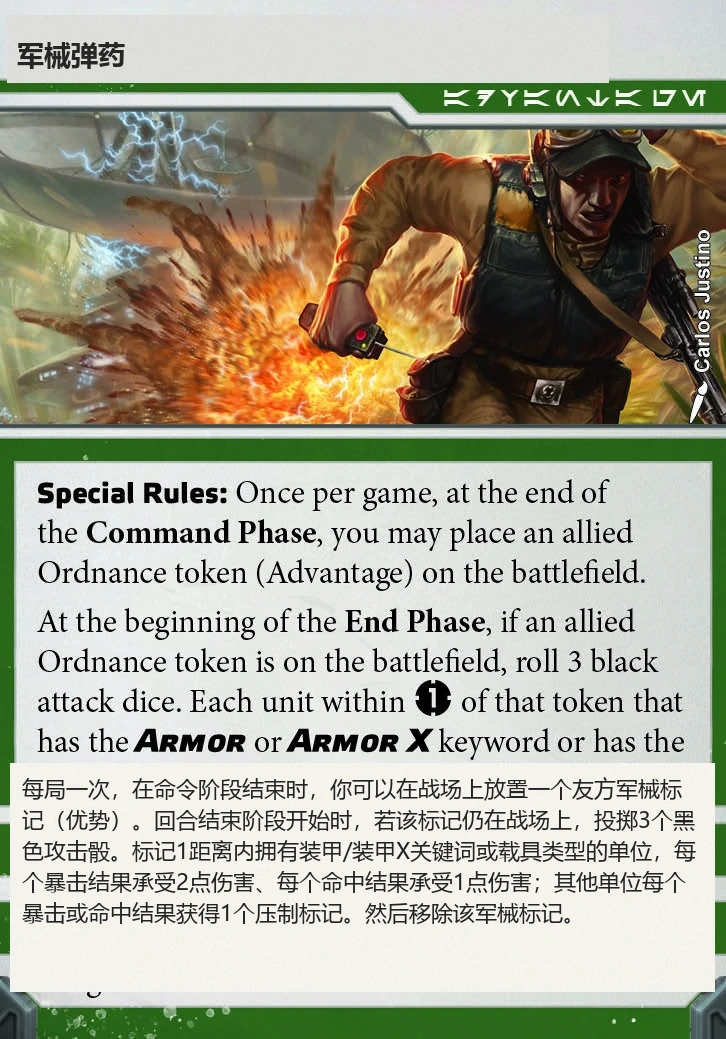 军械弹药
Carlos Justino
Special Rules: Once per game, at the end of
the Command Phase, you may place an allied
Ordnance token (Advantage) on the battlefield.
At the beginning of the End Phase, if an allied
Ordnance token is on the battlefield, roll 3 black
attack dice. Each unit within 1 of that token that
has the ARMOR or ARMOR X keyword or has the
每局一次，在命令阶段结束时，你可以在战场上放置一个友方军械标
记（优势）。回合结束阶段开始时，若该标记仍在战场上，投掷3个黑
色攻击骰。标记1距离内拥有装甲/装甲X关键词或载具类型的单位，每
个暴击结果承受2点伤害、每个命中结果承受1点伤害；其他单位每个
暴击或命中结果获得1个压制标记。然后移除该军械标记。